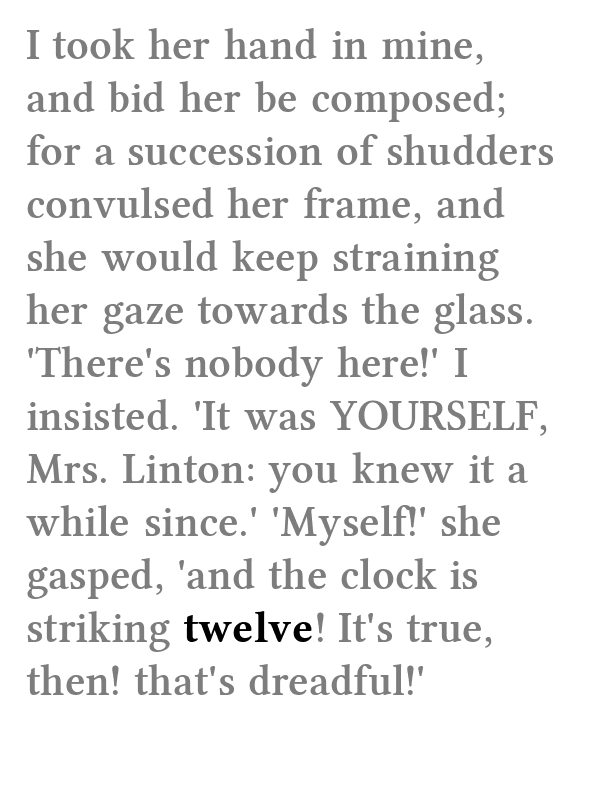 I took her hand in mine,
and bid her be composed;
for a succession of shudders
convulsed her frame, and
she would keep straining
her gaze towards the glass.
'There's nobody here!' I
insisted. 'It was YOURSELF,
Mrs. Linton: you knew it a
while since.' 'Myself!' she
gasped, 'and the clock is
striking twelve! It's true,
then! that's dreadful!'